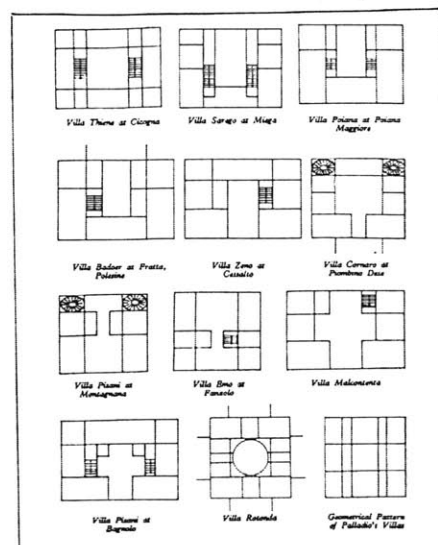 Villa Thiene at Cicogna
Villa Sarego at Miega
Villa Poiana at Poiana
Maggiore
Villa Badoer at Fratta,
Polesine
Villa Zeno at
Cessalto
Villa Cornaro at
Piombino Dese
Villa Pisani at
Montagnana
Villa Emo at
Fanzolo
Villa Malcontenta
Villa Pisani at
Bagnolo
Villa Rotonda
Geometrical Pattern
of Palladio's Villas